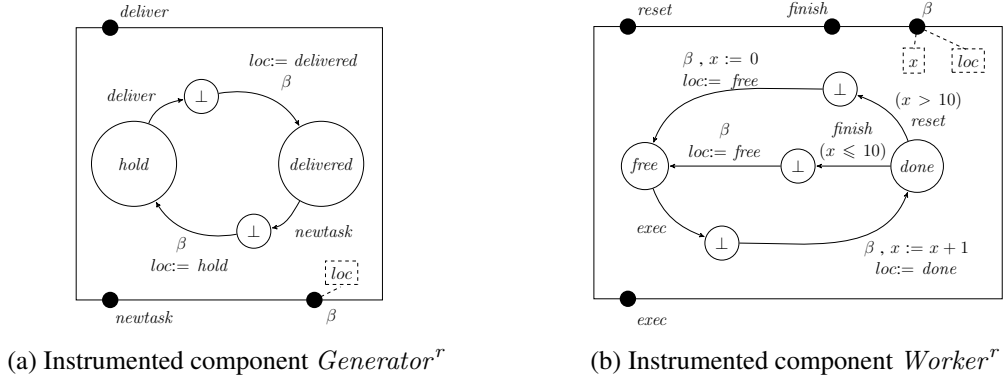 deliver
loc:= delivered
β
deliver
⊥
hold
delivered
⊥
newtask
β
loc:= hold
loc
newtask
β
(a) Instrumented component Generator^r
reset
finish
β
x
loc
β , x := 0
loc:= free
⊥
(x > 10)
reset
β
loc:= free
finish
(x ⩽ 10)
free
⊥
done
exec
⊥
β , x := x + 1
loc:= done
exec
(b) Instrumented component Worker^r